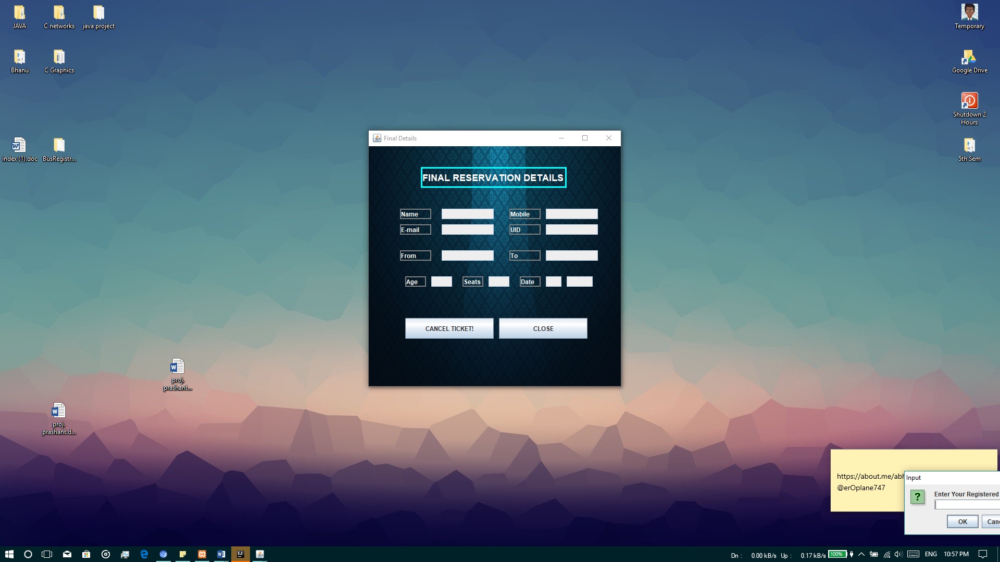 JAVA
C networks
java project
Temporary
Bhanu
C Graphics
Google Drive
Shutdown 2
Hours
index (1).doc
BusRegistr...
5th Sem
Final Details
FINAL RESERVATION DETAILS
Name
Mobile
E-mail
UID
From
To
Age
Seats
Date
CANCEL TICKET!
CLOSE
proj.
prashant...
proj.
prashant.d...
https://about.me/abh
@erOplane747
Input
Enter Your Registered
OK
Canc
Dn : 0.00 kB/s Up : 0.17 kB/s
100%
ENG
10:57 PM